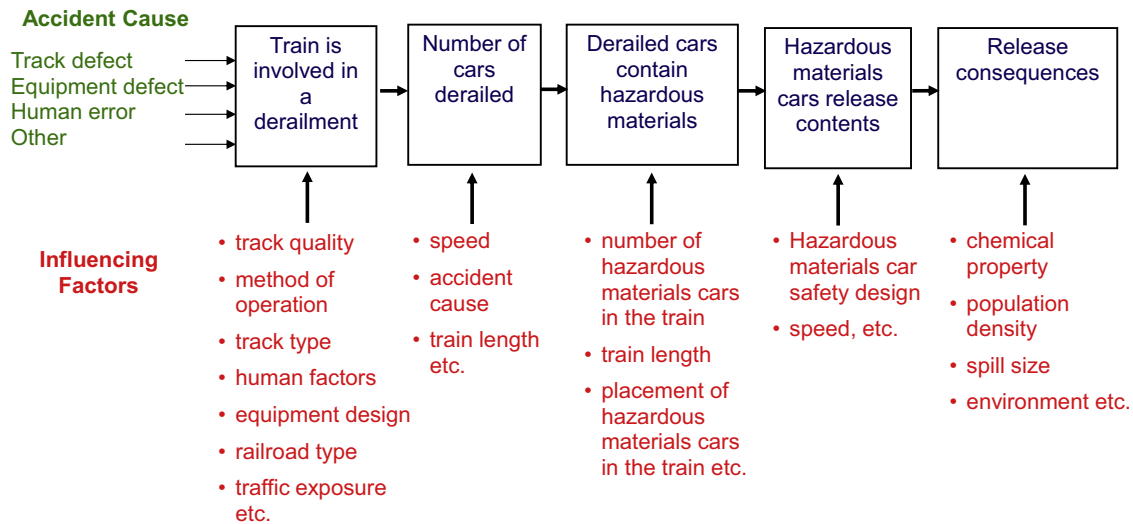 Accident Cause
Track defect
Equipment defect
Human error
Other
Train is
involved in
a
derailment
Number of
cars
derailed
Derailed cars
contain
hazardous
materials
Hazardous
materials
cars release
contents
Release
consequences
Influencing
Factors
• track quality
• method of
operation
• track type
• human factors
• equipment design
• railroad type
• traffic exposure
etc.
• speed
• accident
cause
• train length
etc.
• number of
hazardous
materials cars
in the train
• train length
• placement of
hazardous
materials cars
in the train etc.
• Hazardous
materials car
safety design
• speed, etc.
• chemical
property
• population
density
• spill size
• environment etc.